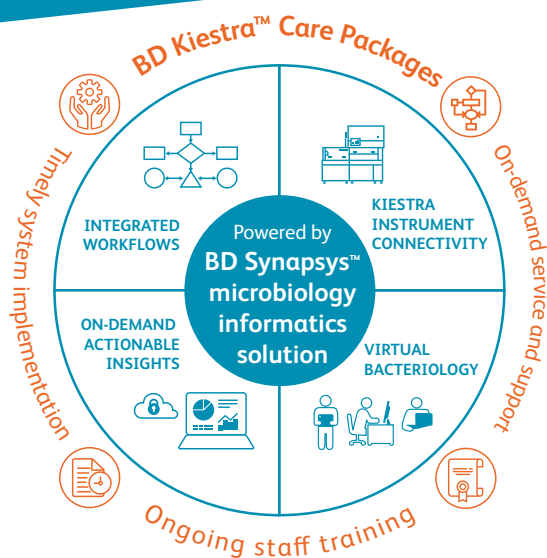 BD Kiestra™ Care Packages
Timely system implementation
On-demand service and support
INTEGRATED
WORKFLOWS
KIESTRA
INSTRUMENT
CONNECTIVITY
Powered by
BD Synapsys™
microbiology
informatics
solution
ON-DEMAND
ACTIONABLE
INSIGHTS
VIRTUAL
BACTERIOLOGY
Ongoing staff training